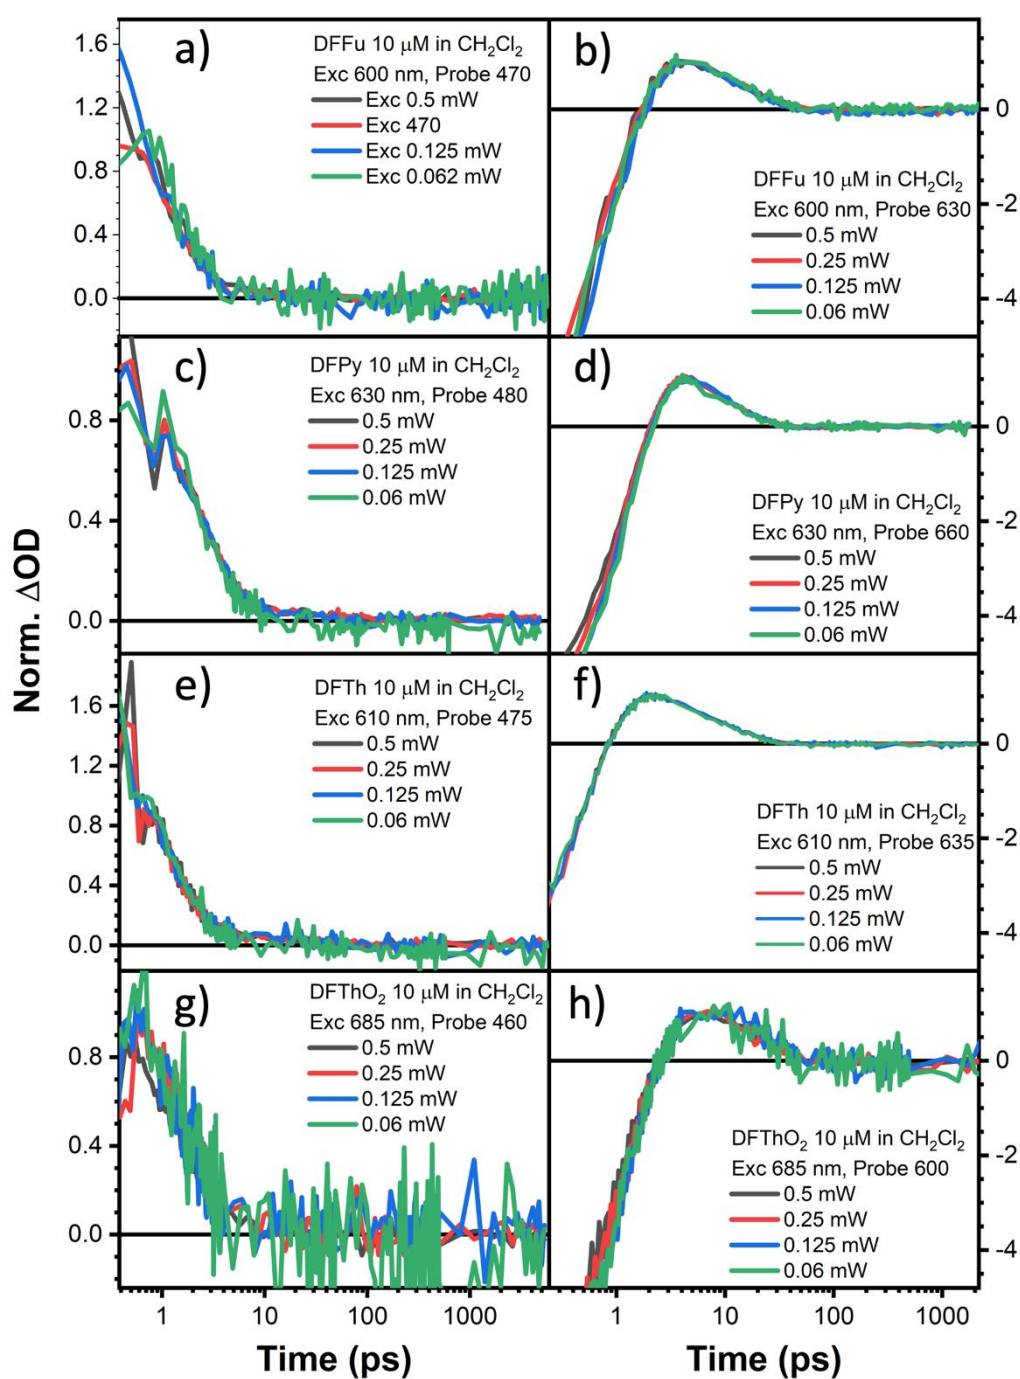 Norm. ΔOD
a)
DFFu 10 μM in CH₂Cl₂
Exc 600 nm, Probe 470
Exc 0.5 mW
Exc 470
Exc 0.125 mW
Exc 0.062 mW
1.6
1.2
0.8
0.4
0.0
b)
DFFu 10 μM in CH₂Cl₂
Exc 600 nm, Probe 630
0.5 mW
0.25 mW
0.125 mW
0.06 mW
0
-2
-4
c)
DFPy 10 μM in CH₂Cl₂
Exc 630 nm, Probe 480
0.5 mW
0.25 mW
0.125 mW
0.06 mW
0.8
0.4
0.0
d)
DFPy 10 μM in CH₂Cl₂
Exc 630 nm, Probe 660
0.5 mW
0.25 mW
0.125 mW
0.06 mW
0
-2
-4
e)
DFTh 10 μM in CH₂Cl₂
Exc 610 nm, Probe 475
0.5 mW
0.25 mW
0.125 mW
0.06 mW
1.6
1.2
0.8
0.4
0.0
f)
DFTh 10 μM in CH₂Cl₂
Exc 610 nm, Probe 635
0.5 mW
0.25 mW
0.125 mW
0.06 mW
0
-2
-4
g)
DFThO₂ 10 μM in CH₂Cl₂
Exc 685 nm, Probe 460
0.5 mW
0.25 mW
0.125 mW
0.06 mW
0.8
0.4
0.0
h)
DFThO₂ 10 μM in CH₂Cl₂
Exc 685 nm, Probe 600
0.5 mW
0.25 mW
0.125 mW
0.06 mW
0
-2
-4
1 10 100 1000
1 10 100 1000
Time (ps)
Time (ps)